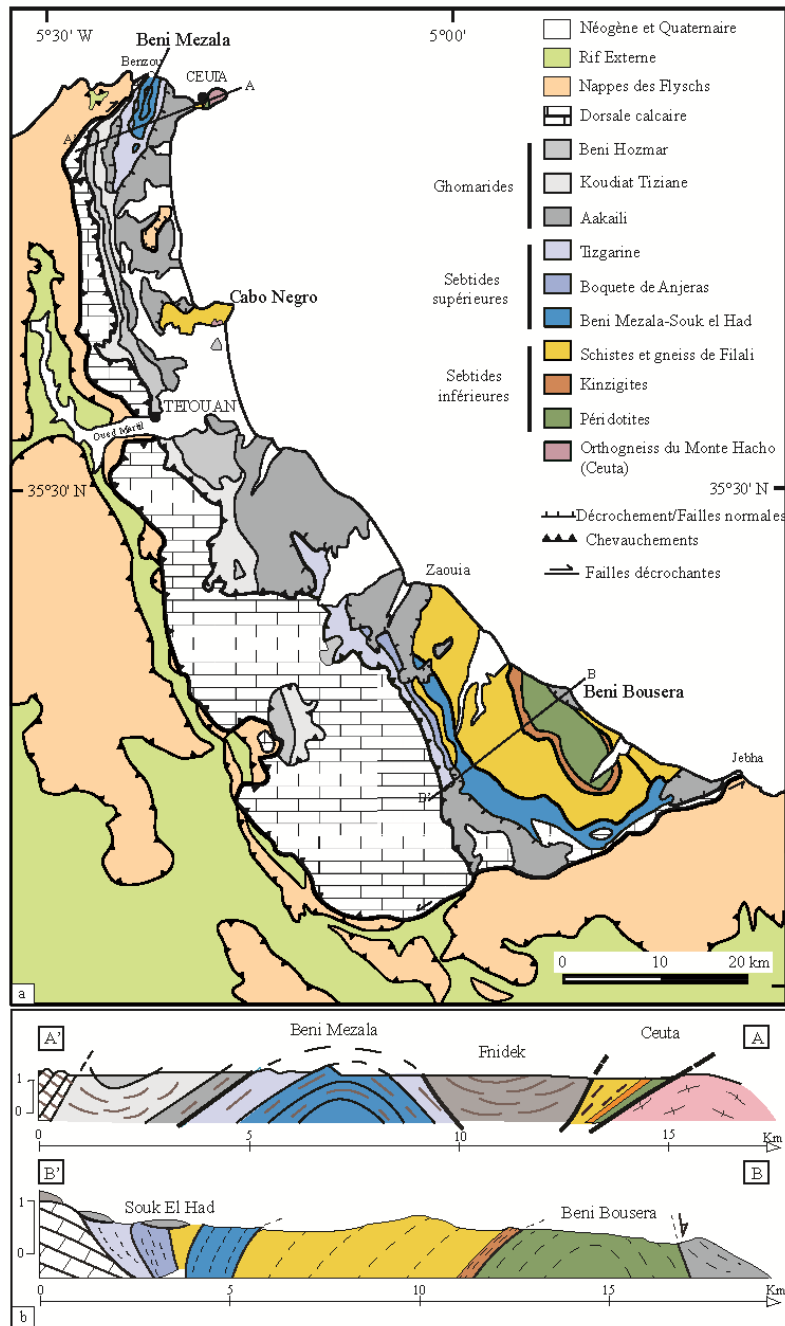 5°30' W
5°00'
Beni Mezala
Benzou
CEUTA
A
A'
Cabo Negro
TETOUAN
Oued Martil
35°30' N
35°30' N
Zaouia
B
Beni Bousera
B'
Jebha
Néogène et Quaternaire
Rif Externe
Nappes des Flyschs
Dorsale calcaire
Ghomarides
Beni Hozmar
Koudiat Tiziane
Aakaili
Sebtides
supérieures
Tizgarine
Boquete de Anjeras
Beni Mezala-Souk el Had
Sebtides
inférieures
Schistes et gneiss de Filali
Kinzigites
Péridotites
Orthogneiss du Monte Hacho
(Ceuta)
Décrochement/Failles normales
Chevauchements
Failles décrochantes
0 10 20 km
a
A' Beni Mezala Fnidek Ceuta A
1
0
0 5 10 15 Km
B' Souk El Had Beni Bousera B
1
0
0 5 10 15 Km
b